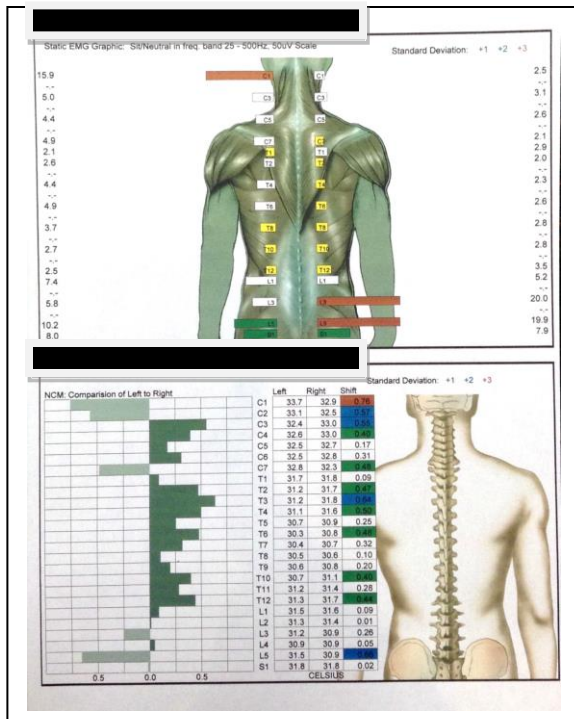 Static EMG Graphic: Sit/Neutral in freq. band 25 - 500Hz, 500uV Scale
Standard Deviation: +1 +2 +3
15.9 C1 C1 2.5
-.- -.-
5.0 C3 C3 3.1
-.- -.-
4.4 C5 C5 2.6
-.- -.-
4.9 C7 2.1
2.1 T1 T1 2.9
2.6 T2 2.0
-.- -.-
4.4 T4 T4 2.3
-.- -.-
4.9 T6 T6 2.6
-.- -.-
3.7 T8 T8 2.8
-.- -.-
2.7 T10 T10 2.8
-.- -.-
2.5 T12 T12 3.5
7.4 L1 L1 5.2
-.- -.-
5.8 L3 L3 20.0
-.- -.-
10.2 L5 L5 19.9
8.0 S1 S1 7.9
Standard Deviation: +1 +2 +3
NCM: Comparision of Left to Right
Left Right Shift
C1 33.7 32.9 0.76
C2 33.1 32.5 0.57
C3 32.4 33.0 0.55
C4 32.6 33.0 0.40
C5 32.5 32.7 0.17
C6 32.5 32.8 0.31
C7 32.8 32.3 0.48
T1 31.7 31.8 0.09
T2 31.2 31.7 0.47
T3 31.2 31.8 0.64
T4 31.1 31.6 0.50
T5 30.7 30.9 0.25
T6 30.3 30.8 0.48
T7 30.4 30.7 0.32
T8 30.5 30.6 0.10
T9 30.6 30.8 0.20
T10 30.7 31.1 0.40
T11 31.2 31.4 0.28
T12 31.3 31.7 0.44
L1 31.5 31.6 0.09
L2 31.3 31.4 0.01
L3 31.2 30.9 0.26
L4 30.9 30.9 0.05
L5 31.5 30.9
S1 31.8 31.8 0.02
0.5 0.0 0.5 CELSIUS